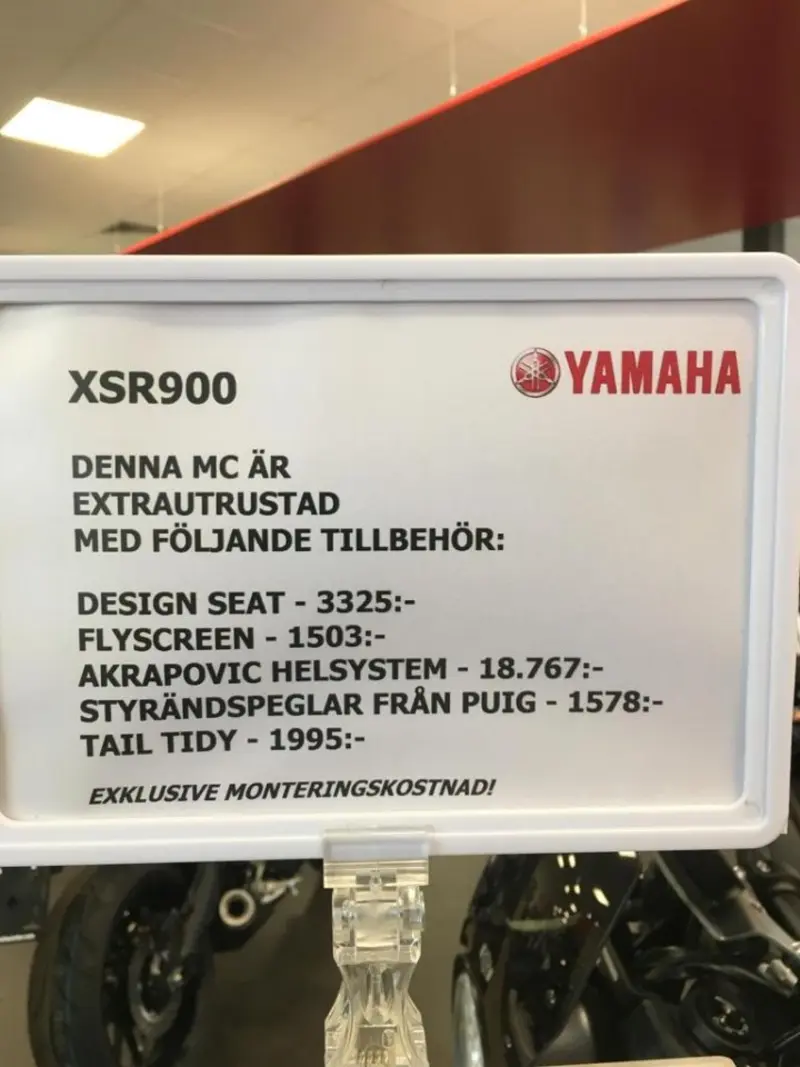 XSR900
YAMAHA
DENNA MC ÄR
EXTRAUTRUSTAD
MED FÖLJANDE TILLBEHÖR:
DESIGN SEAT - 3325:-
FLYSCREEN - 1503:-
AKRAPOVIC HELSYSTEM - 18.767:-
STYRÄNDSPEGLAR FRÅN PUIG - 1578:-
TAIL TIDY - 1995:-
EXKLUSIVE MONTERINGSKOSTNAD!